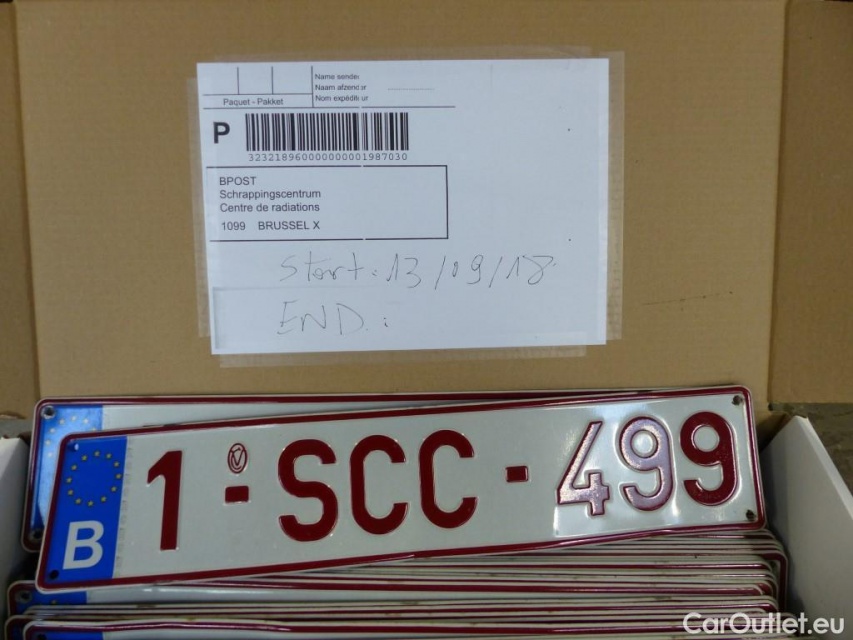 Name sender
Naam afzender
Nom expéditeur
Paquet - Pakket
P
323218960000000001987030
BPOST
Schrappingscentrum
Centre de radiations
1099 BRUSSEL X
Start: 13/09/18
END:
B 1-SCC-499
CarOutlet.eu